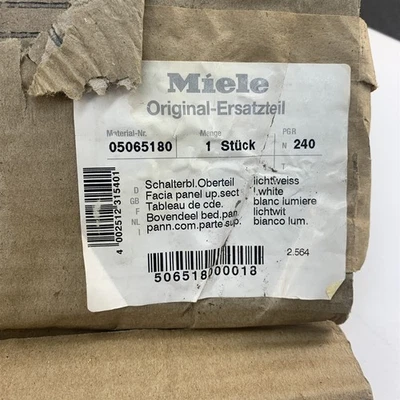 Miele
Original-Ersatzteil
Material-Nr. Menge PGR
05065180 1 Stück N 240
T
D Schalterbl.Oberteil lichtweiss
GB Facia panel up.sect l.white
F Tableau de cde. blanc lumiere
NL Bovendeel bed.pan lichtwit
I pann.com.parte sup. bianco lum.
4 002512 315401
2.564
506518000018